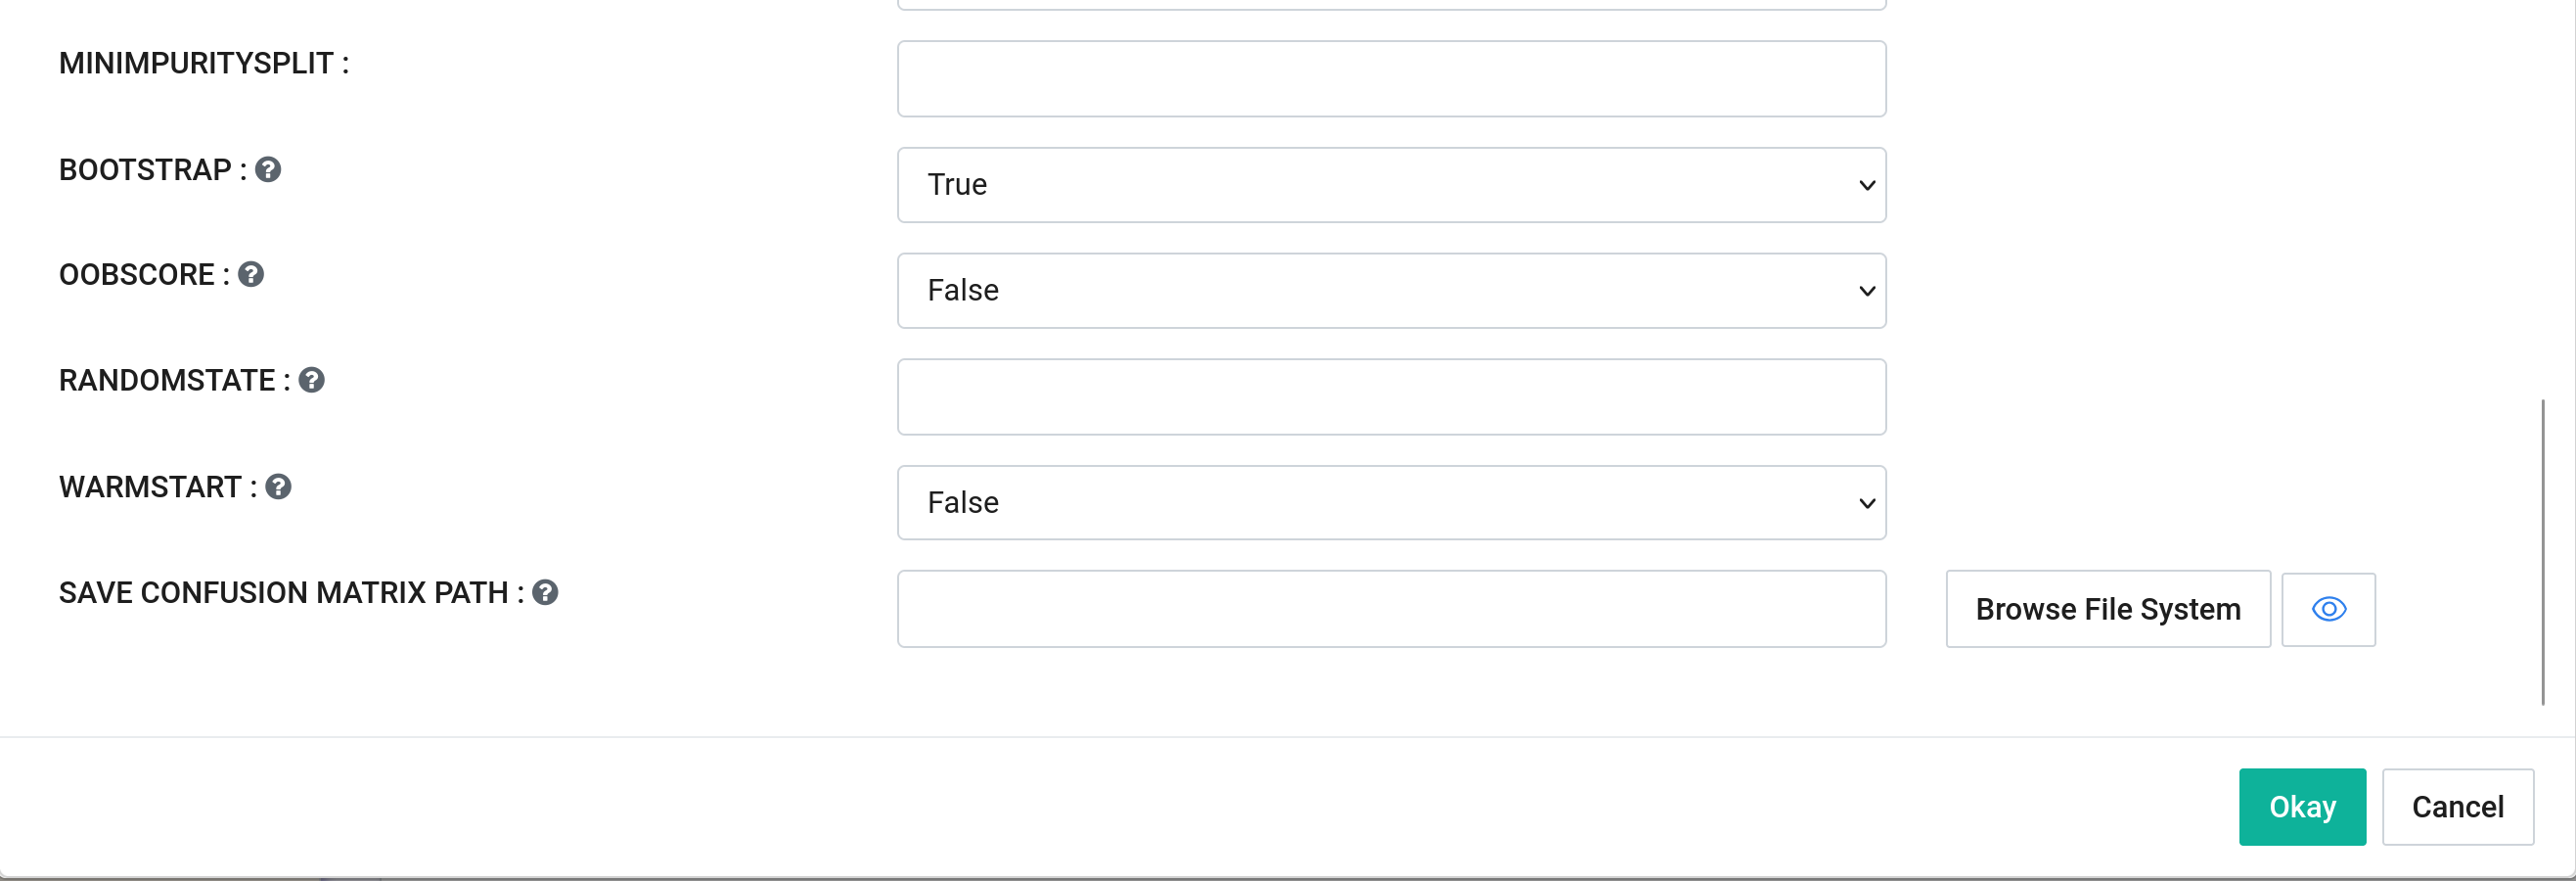 MINIMPURITYSPLIT :
BOOTSTRAP : ?
True
OOBSCORE : ?
False
RANDOMSTATE : ?
WARMSTART : ?
False
SAVE CONFUSION MATRIX PATH : ?
Browse File System
Okay
Cancel